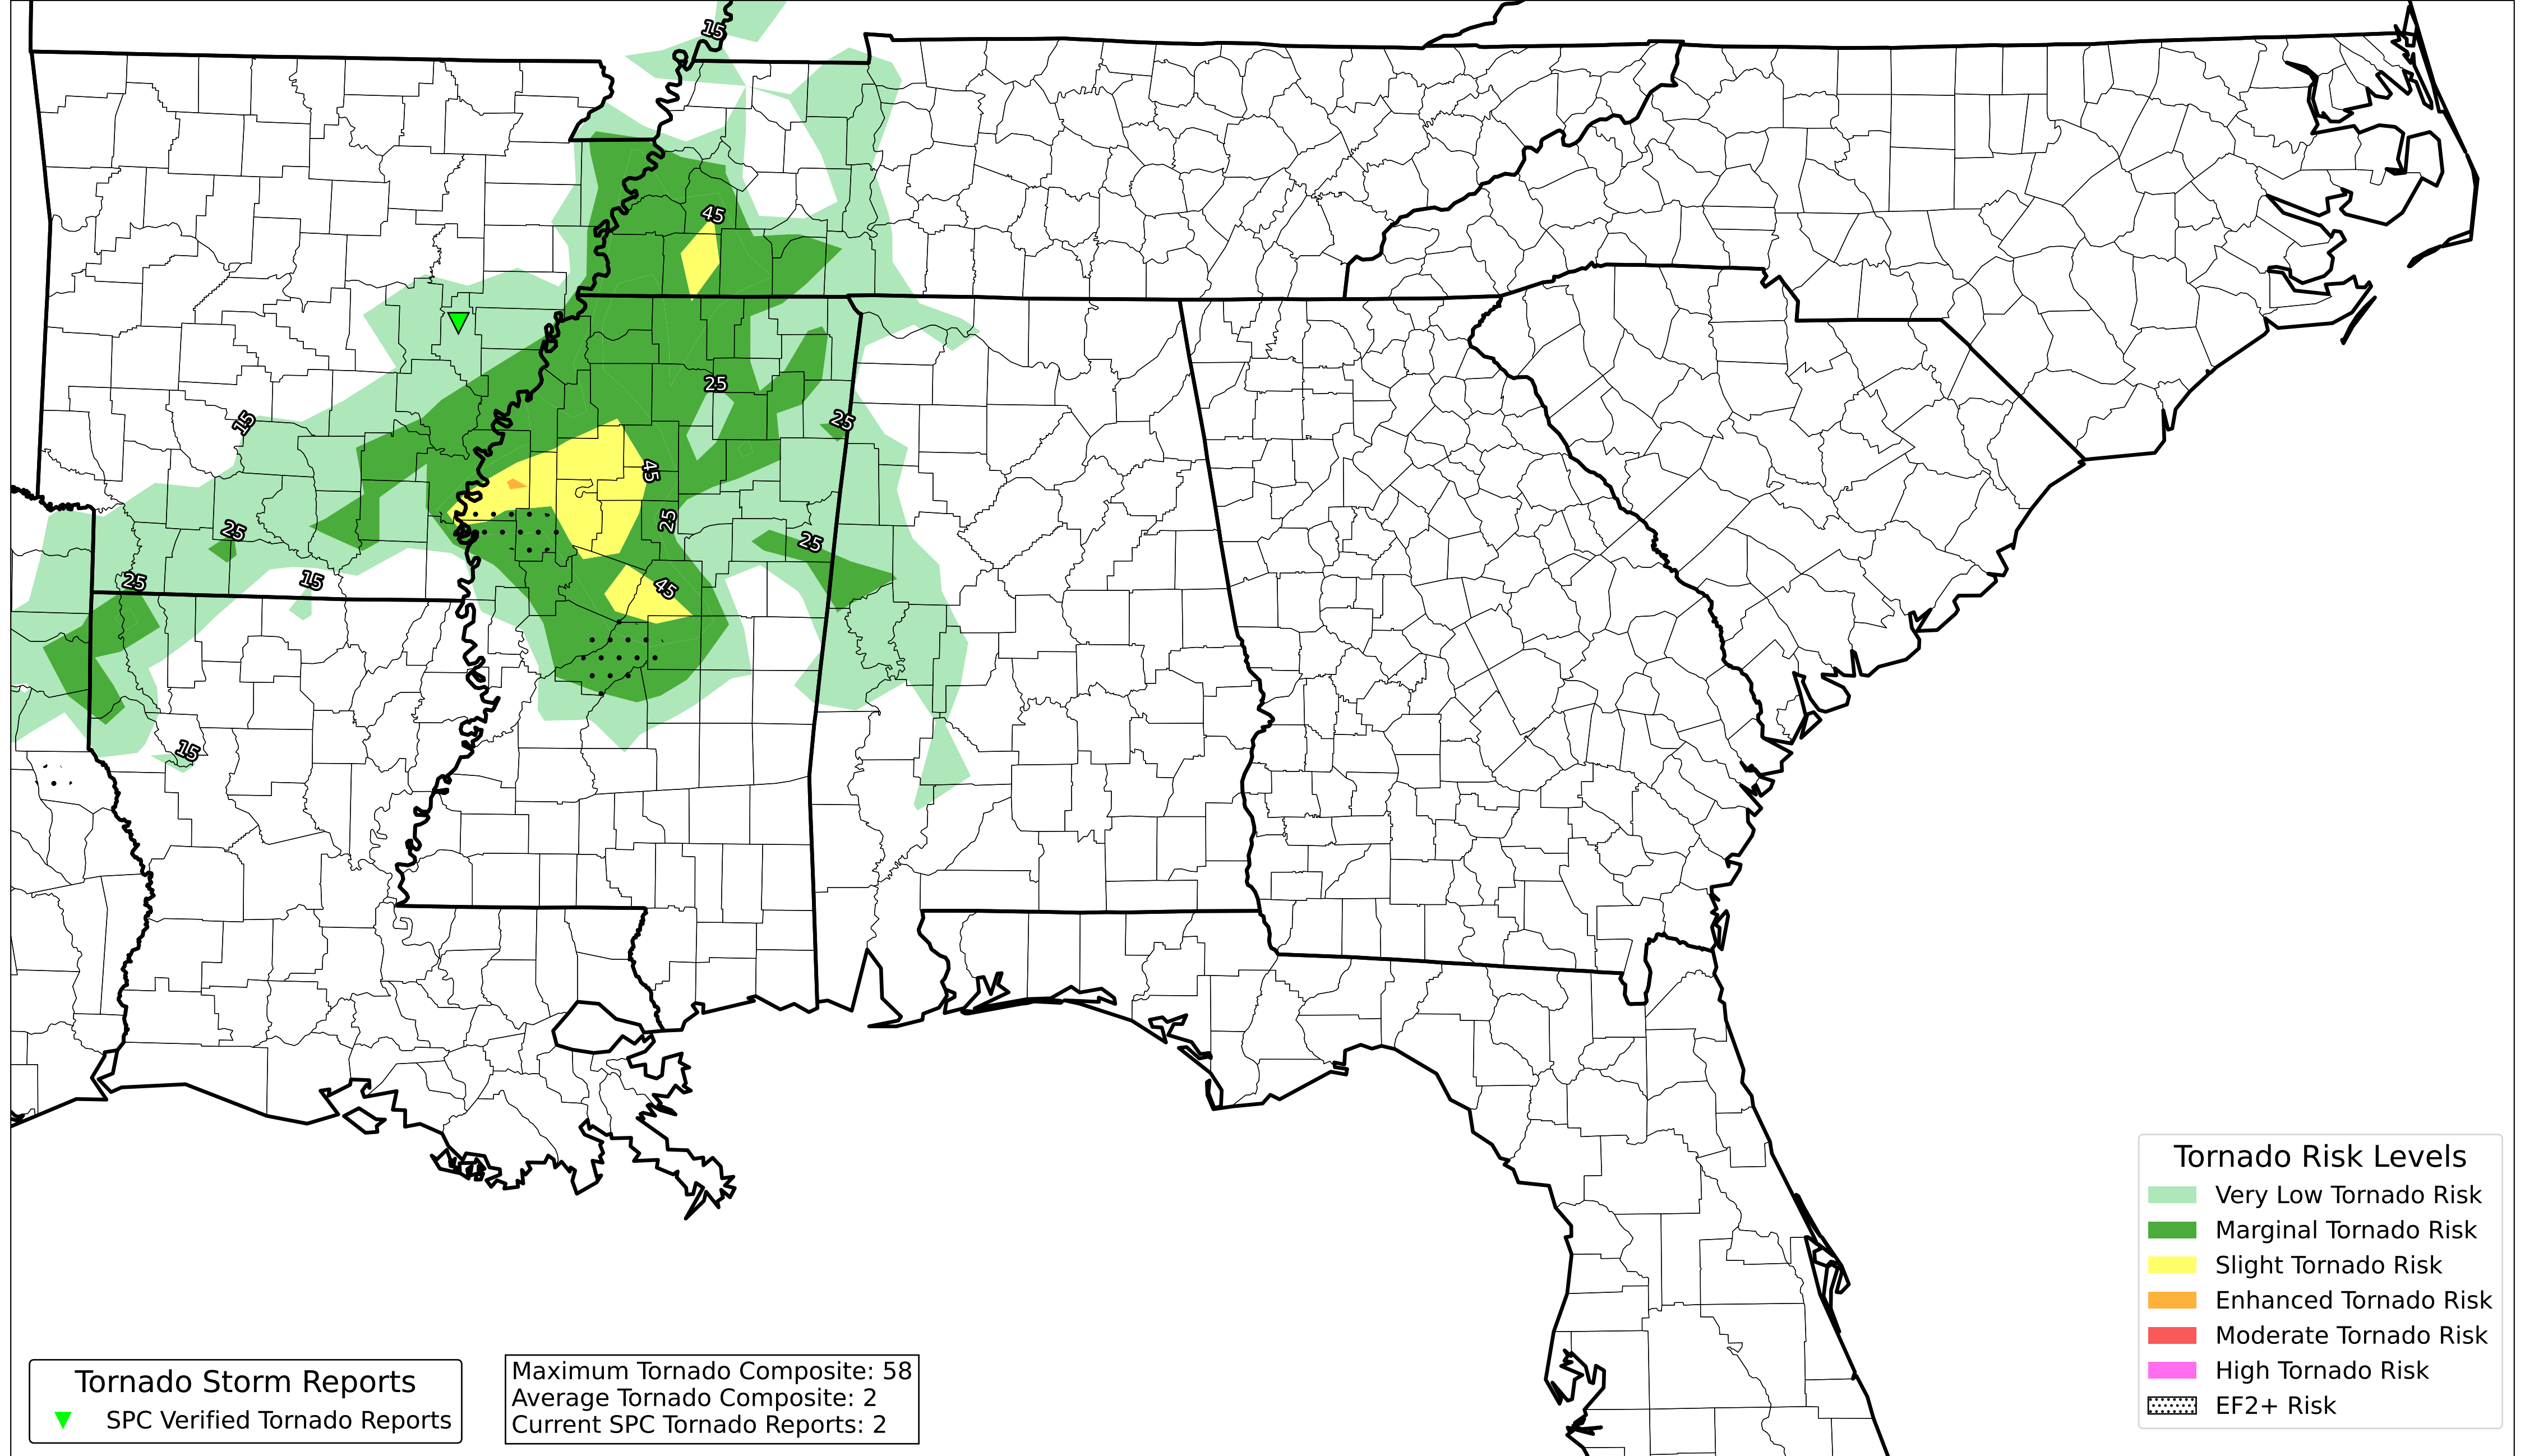 15
45
25
25
15
45
25
25
25
25
15
45
15
Tornado Risk Levels
Very Low Tornado Risk
Marginal Tornado Risk
Slight Tornado Risk
Enhanced Tornado Risk
Moderate Tornado Risk
High Tornado Risk
EF2+ Risk
Tornado Storm Reports
SPC Verified Tornado Reports
Maximum Tornado Composite: 58
Average Tornado Composite: 2
Current SPC Tornado Reports: 2